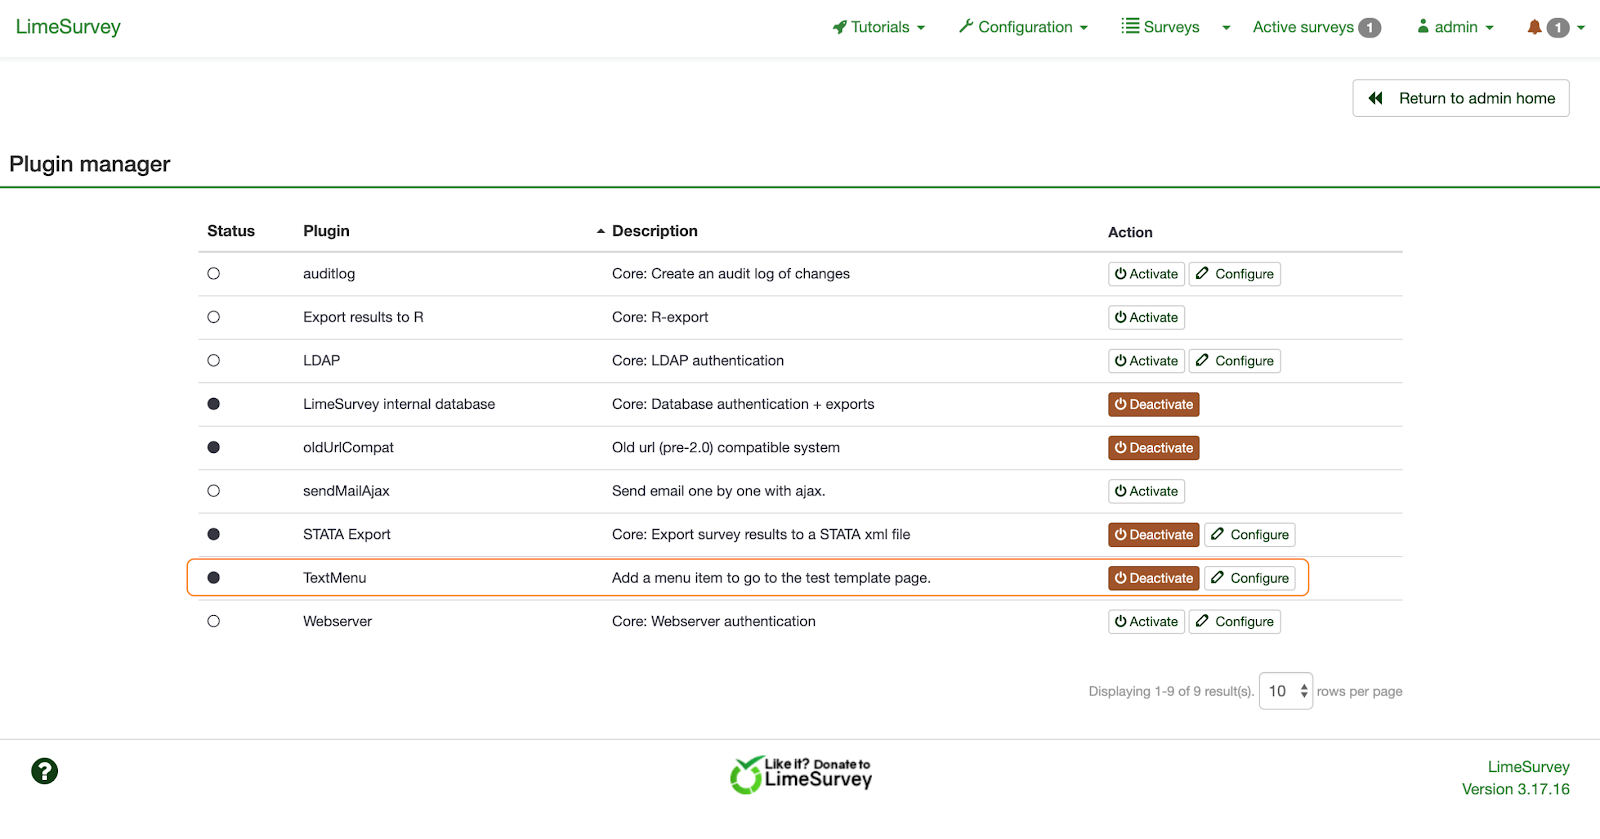 LimeSurvey Tutorials Configuration Surveys Active surveys 1 admin 1
Return to admin home
Plugin manager
Status Plugin Description Action
auditlog Core: Create an audit log of changes Activate Configure
Export results to R Core: R-export Activate
LDAP Core: LDAP authentication Activate Configure
LimeSurvey internal database Core: Database authentication + exports Deactivate
oldUrlCompat Old url (pre-2.0) compatible system Deactivate
sendMailAjax Send email one by one with ajax. Activate
STATA Export Core: Export survey results to a STATA xml file Deactivate Configure
TextMenu Add a menu item to go to the test template page. Deactivate Configure
Webserver Core: Webserver authentication Activate Configure
Displaying 1-9 of 9 result(s). 10 rows per page
?
Like it? Donate to
LimeSurvey
LimeSurvey
Version 3.17.16